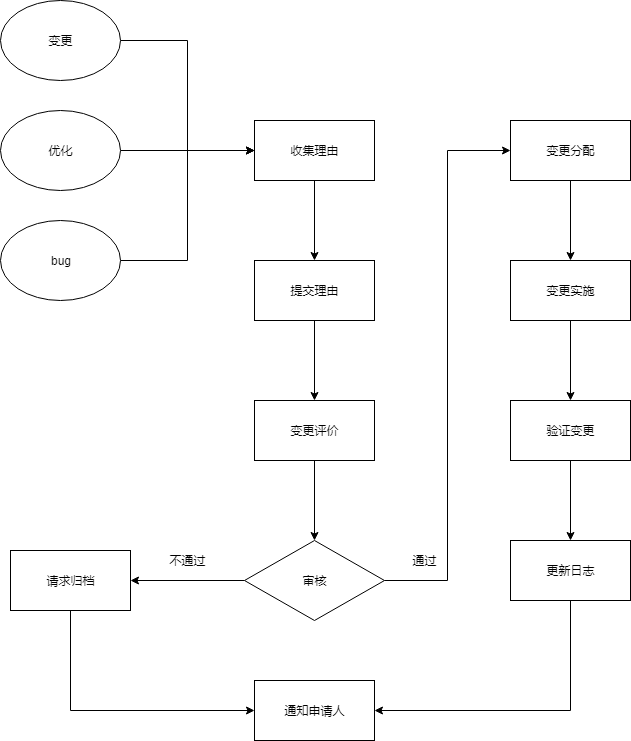 变更
优化
bug
收集理由
提交理由
变更评价
审核
不通过
通过
请求归档
变更分配
变更实施
验证变更
更新日志
通知申请人